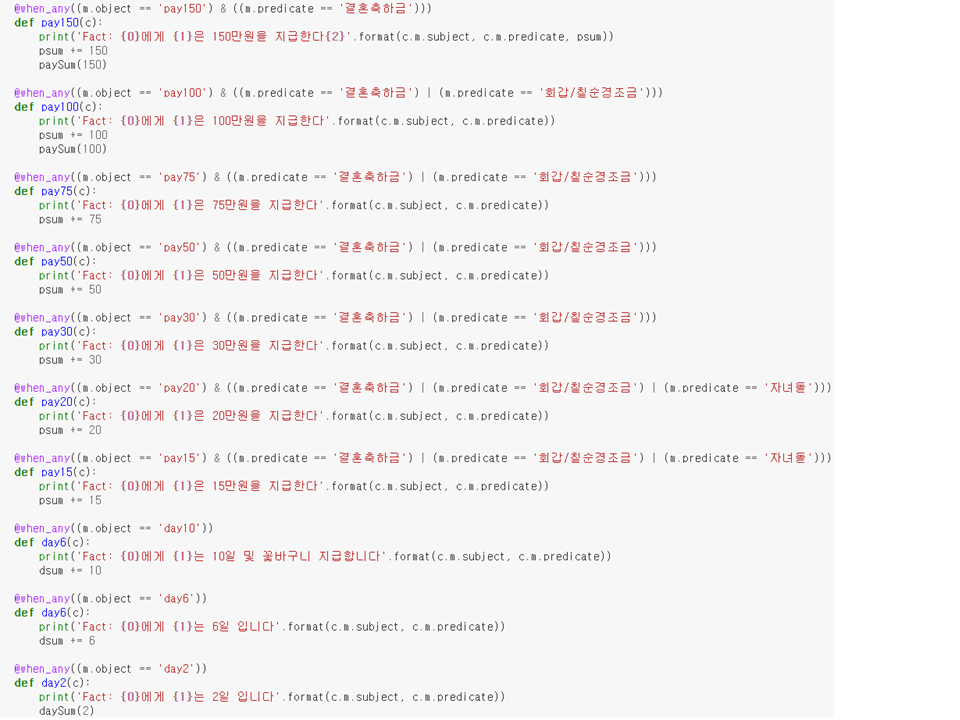 @when_any((m.object == 'pay150') & ((m.predicate == '결혼축하금')))
def pay150(c):
    print('Fact: {0}에게 {1}은 150만원을 지급한다{2}'.format(c.m.subject, c.m.predicate, psum))
    psum += 150
    paySum(150)
@when_any((m.object == 'pay100') & ((m.predicate == '결혼축하금') | (m.predicate == '회갑/칠순경조금')))
def pay100(c):
    print('Fact: {0}에게 {1}은 100만원을 지급한다'.format(c.m.subject, c.m.predicate))
    psum += 100
    paySum(100)
@when_any((m.object == 'pay75') & ((m.predicate == '결혼축하금') | (m.predicate == '회갑/칠순경조금')))
def pay75(c):
    print('Fact: {0}에게 {1}은 75만원을 지급한다'.format(c.m.subject, c.m.predicate))
    psum += 75
@when_any((m.object == 'pay50') & ((m.predicate == '결혼축하금') | (m.predicate == '회갑/칠순경조금')))
def pay50(c):
    print('Fact: {0}에게 {1}은 50만원을 지급한다'.format(c.m.subject, c.m.predicate))
    psum += 50
@when_any((m.object == 'pay30') & ((m.predicate == '결혼축하금') | (m.predicate == '회갑/칠순경조금')))
def pay30(c):
    print('Fact: {0}에게 {1}은 30만원을 지급한다'.format(c.m.subject, c.m.predicate))
    psum += 30
@when_any((m.object == 'pay20') & ((m.predicate == '결혼축하금') | (m.predicate == '회갑/칠순경조금') | (m.predicate == '자녀돌')))
def pay20(c):
    print('Fact: {0}에게 {1}은 20만원을 지급한다'.format(c.m.subject, c.m.predicate))
    psum += 20
@when_any((m.object == 'pay15') & ((m.predicate == '결혼축하금') | (m.predicate == '회갑/칠순경조금') | (m.predicate == '자녀돌')))
def pay15(c):
    print('Fact: {0}에게 {1}은 15만원을 지급한다'.format(c.m.subject, c.m.predicate))
    psum += 15
@when_any((m.object == 'day10'))
def day6(c):
    print('Fact: {0}에게 {1}는 10일 및 꽃바구니 지급합니다'.format(c.m.subject, c.m.predicate))
    dsum += 10
@when_any((m.object == 'day6'))
def day6(c):
    print('Fact: {0}에게 {1}는 6일 입니다'.format(c.m.subject, c.m.predicate))
    dsum += 6
@when_any((m.object == 'day2'))
def day2(c):
    print('Fact: {0}에게 {1}는 2일 입니다'.format(c.m.subject, c.m.predicate))
    daySum(2)